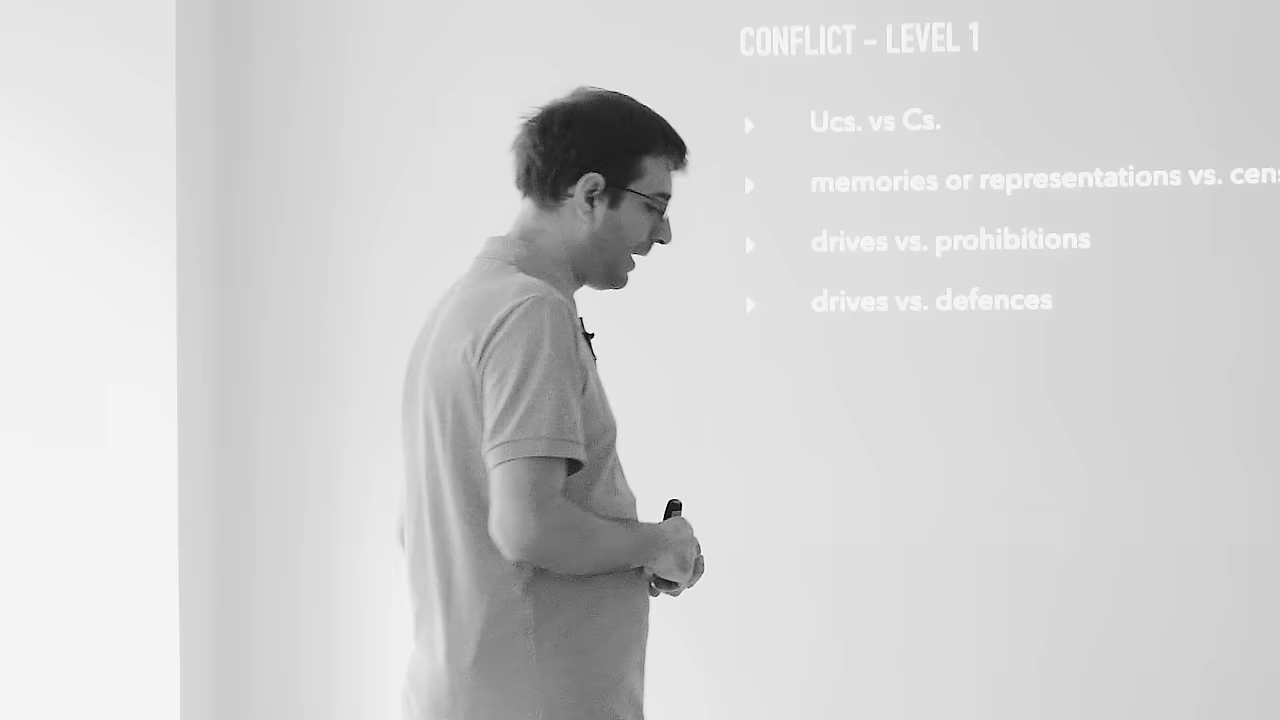 CONFLICT - LEVEL 1
Ucs. vs Cs.
memories or representations vs.
drives vs. prohibitions
drives vs. defences